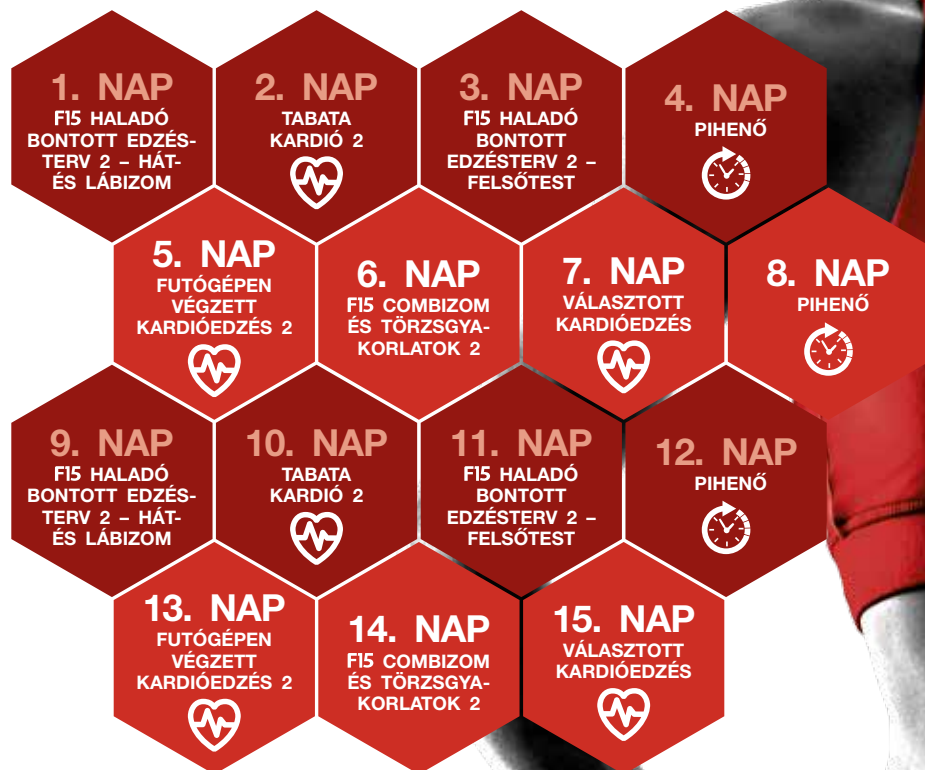 1. NAP
F15 HALADÓ
BONTOTT EDZÉS-
TERV 2 – HÁT-
ÉS LÁBIZOM
2. NAP
TABATA
KARDIÓ 2
3. NAP
F15 HALADÓ
BONTOTT
EDZÉSTERV 2 –
FELSŐTEST
4. NAP
PIHENŐ
5. NAP
FUTÓGÉPEN
VÉGZETT
KARDIÓEDZÉS 2
6. NAP
F15 COMBIZOM
ÉS TÖRZSGYA-
KORLATOK 2
7. NAP
VÁLASZTOTT
KARDIÓEDZÉS
8. NAP
PIHENŐ
9. NAP
F15 HALADÓ
BONTOTT EDZÉS-
TERV 2 – HÁT-
ÉS LÁBIZOM
10. NAP
TABATA
KARDIÓ 2
11. NAP
F15 HALADÓ
BONTOTT
EDZÉSTERV 2 –
FELSŐTEST
12. NAP
PIHENŐ
13. NAP
FUTÓGÉPEN
VÉGZETT
KARDIÓEDZÉS 2
14. NAP
F15 COMBIZOM
ÉS TÖRZSGYA-
KORLATOK 2
15. NAP
VÁLASZTOTT
KARDIÓEDZÉS